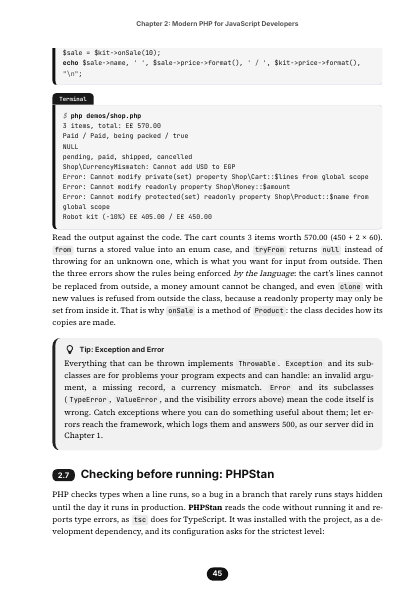 Chapter 2: Modern PHP for JavaScript Developers
$sale = $kit->onSale(10);
echo $sale->name, ' ', $sale->price->format(), ' / ', $kit->price->format(),
"\n";
Terminal
$ php demos/shop.php
3 items, total: E£ 570.00
Paid / Paid, being packed / true
NULL
pending, paid, shipped, cancelled
Shop\CurrencyMismatch: Cannot add USD to EGP
Error: Cannot modify private(set) property Shop\Cart::$lines from global scope
Error: Cannot modify readonly property Shop\Money::$amount
Error: Cannot modify protected(set) readonly property Shop\Product::$name from
global scope
Robot kit (-10%) E£ 405.00 / E£ 450.00
Read the output against the code. The cart counts 3 items worth 570.00 (450 + 2 × 60).
from turns a stored value into an enum case, and tryFrom returns null instead of
throwing for an unknown one, which is what you want for input from outside. Then
the three errors show the rules being enforced by the language: the cart's lines cannot
be replaced from outside, a money amount cannot be changed, and even clone with
new values is refused from outside the class, because a readonly property may only be
set from inside it. That is why onSale is a method of Product: the class decides how its
copies are made.
Tip: Exception and Error
Everything that can be thrown implements Throwable. Exception and its sub-
classes are for problems your program expects and can handle: an invalid argu-
ment, a missing record, a currency mismatch. Error and its subclasses
(TypeError, ValueError, and the visibility errors above) mean the code itself is
wrong. Catch exceptions where you can do something useful about them; let er-
rors reach the framework, which logs them and answers 500, as our server did in
Chapter 1.
2.7 Checking before running: PHPStan
PHP checks types when a line runs, so a bug in a branch that rarely runs stays hidden
until the day it runs in production. PHPStan reads the code without running it and re-
ports type errors, as tsc does for TypeScript. It was installed with the project, as a de-
velopment dependency, and its configuration asks for the strictest level:
45